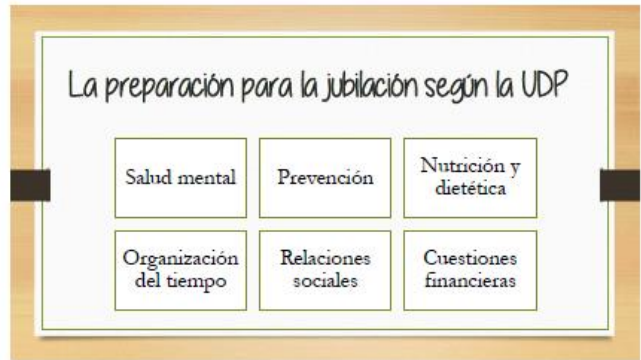 La preparación para la jubilación según la UDP
Salud mental
Prevención
Nutrición y
dietética
Organización
del tiempo
Relaciones
sociales
Cuestiones
financieras